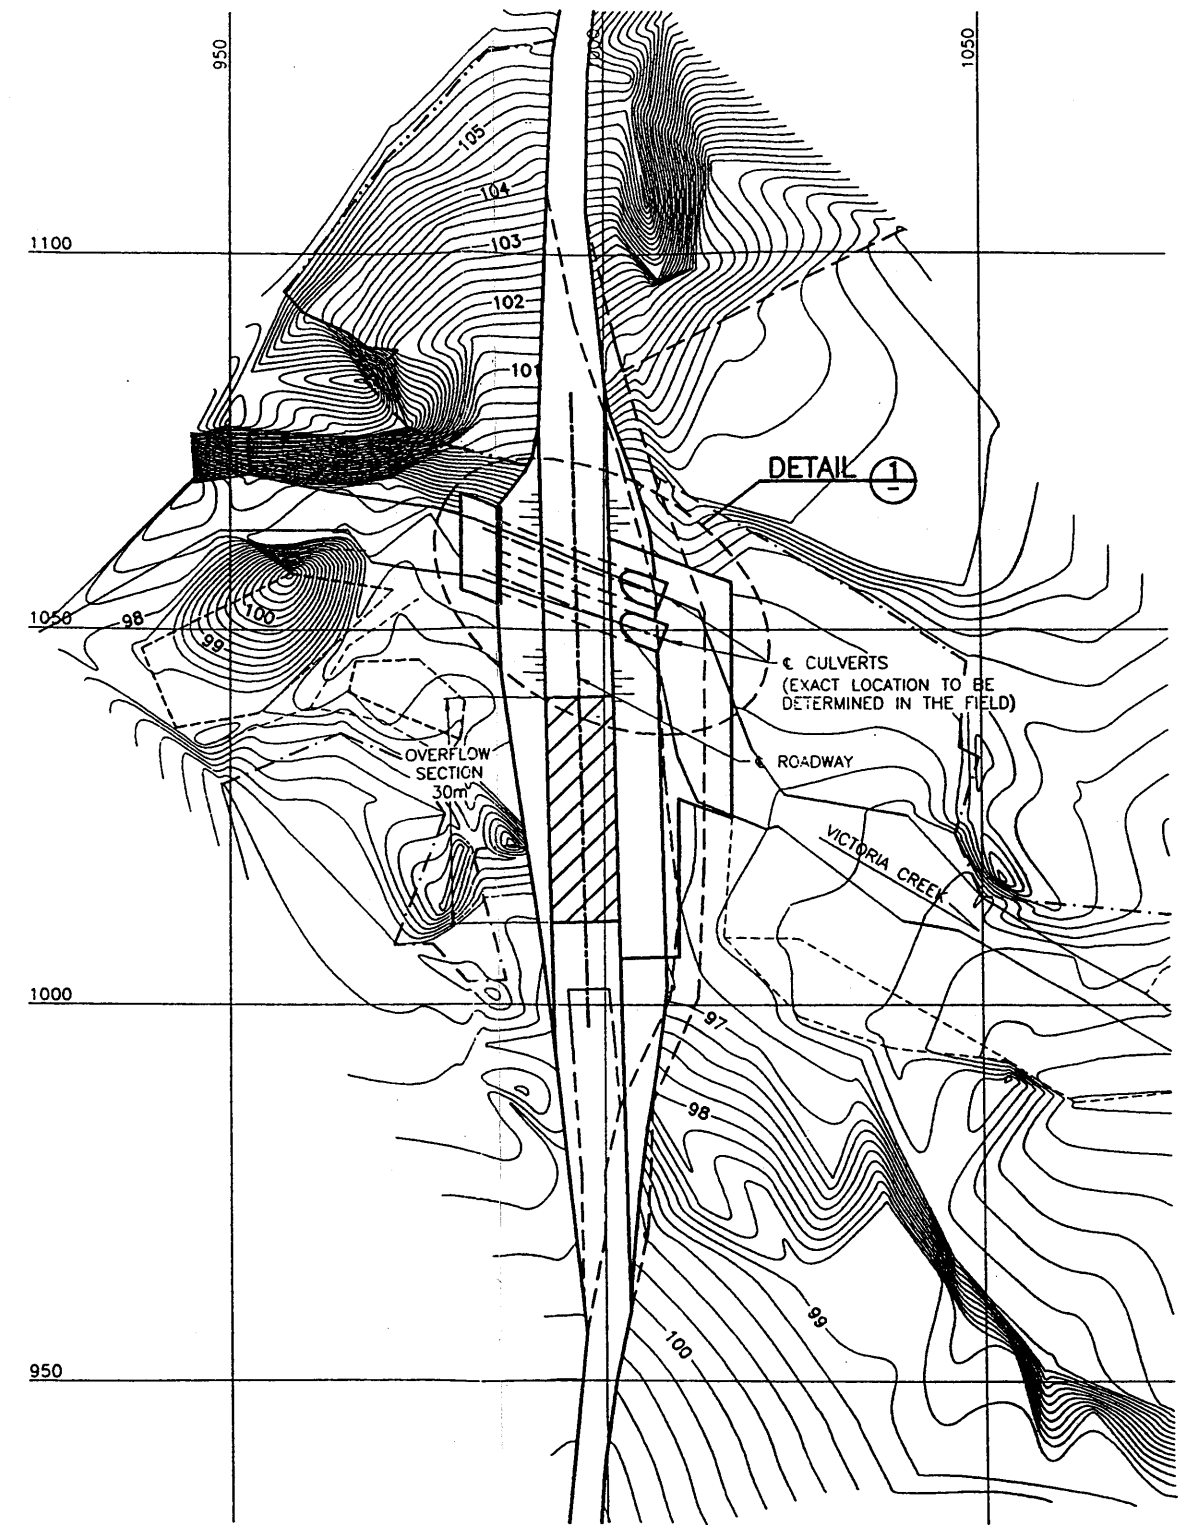 950
1000
1050
105
104
1100
103
102
101
DETAIL 1
-
98
100
1050
99
℄ CULVERTS
(EXACT LOCATION TO BE
DETERMINED IN THE FIELD)
OVERFLOW
SECTION
30m
℄ ROADWAY
VICTORIA CREEK
1000
97
98
99
100
950